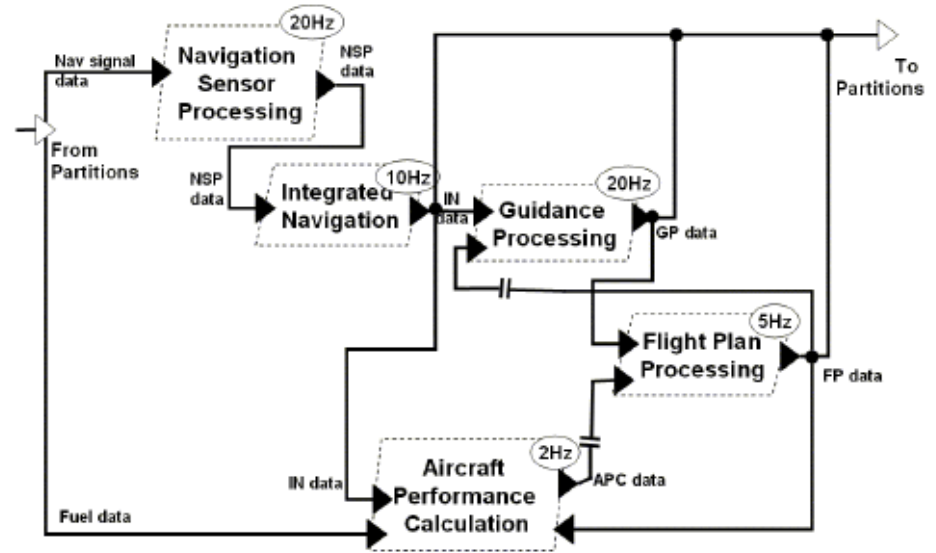 20Hz
Navigation
Sensor
Processing
Nav signal
data
NSP
data
To
Partitions
From
Partitions
NSP
data
10Hz
Integrated
Navigation
IN
data
20Hz
Guidance
Processing
GP data
5Hz
Flight Plan
Processing
FP data
2Hz
Aircraft
Performance
Calculation
IN data
APC data
Fuel data